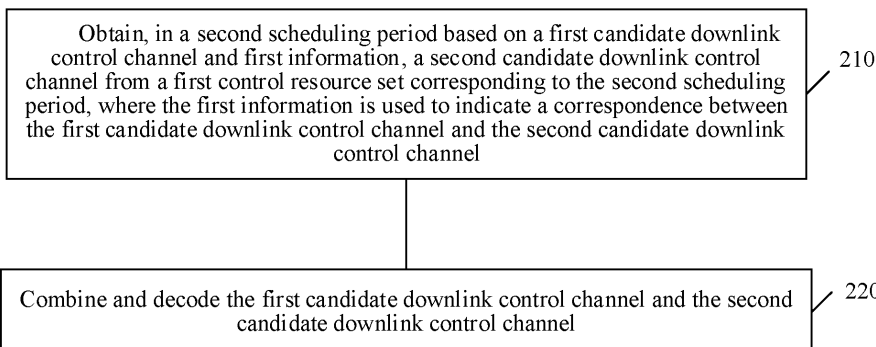 Obtain, in a second scheduling period based on a first candidate downlink
control channel and first information, a second candidate downlink control
channel from a first control resource set corresponding to the second scheduling
period, where the first information is used to indicate a correspondence between
the first candidate downlink control channel and the second candidate downlink
control channel
210
Combine and decode the first candidate downlink control channel and the second
candidate downlink control channel
220